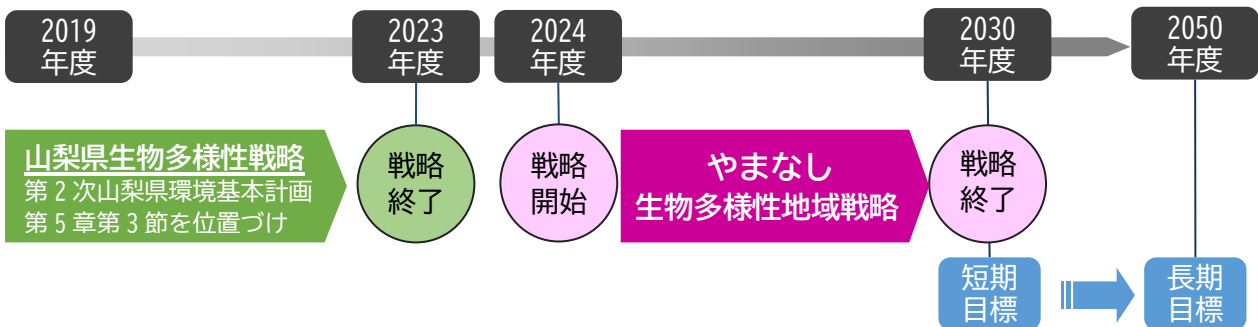 2019
年度
2023
年度
2024
年度
2030
年度
2050
年度
山梨県生物多様性戦略
第2次山梨県環境基本計画
第5章第3節を位置づけ
戦略
終了
戦略
開始
やまなし
生物多様性地域戦略
戦略
終了
短期
目標
長期
目標